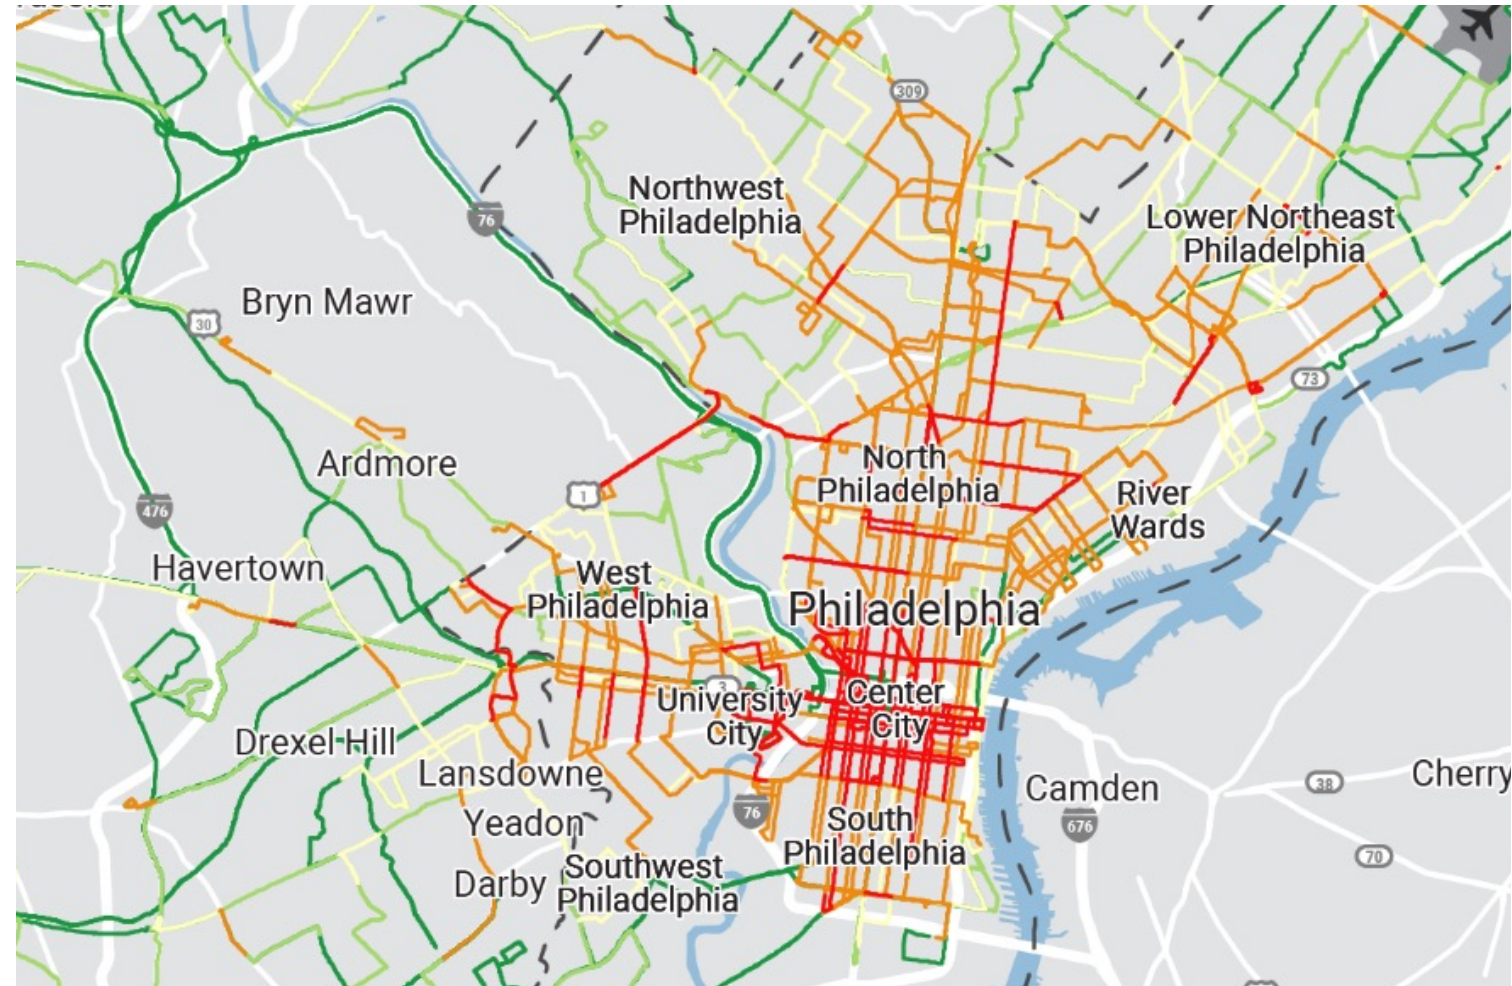 309
Northwest
Philadelphia
76
Lower Northeast
Philadelphia
Bryn Mawr
30
73
Ardmore
North
Philadelphia
1
River
Wards
476
Havertown
West
Philadelphia
Philadelphia
3
University
City
Center
City
Drexel Hill
Lansdowne
Camden
38
Cherry
76
676
Yeadon
South
Philadelphia
70
Darby
Southwest
Philadelphia